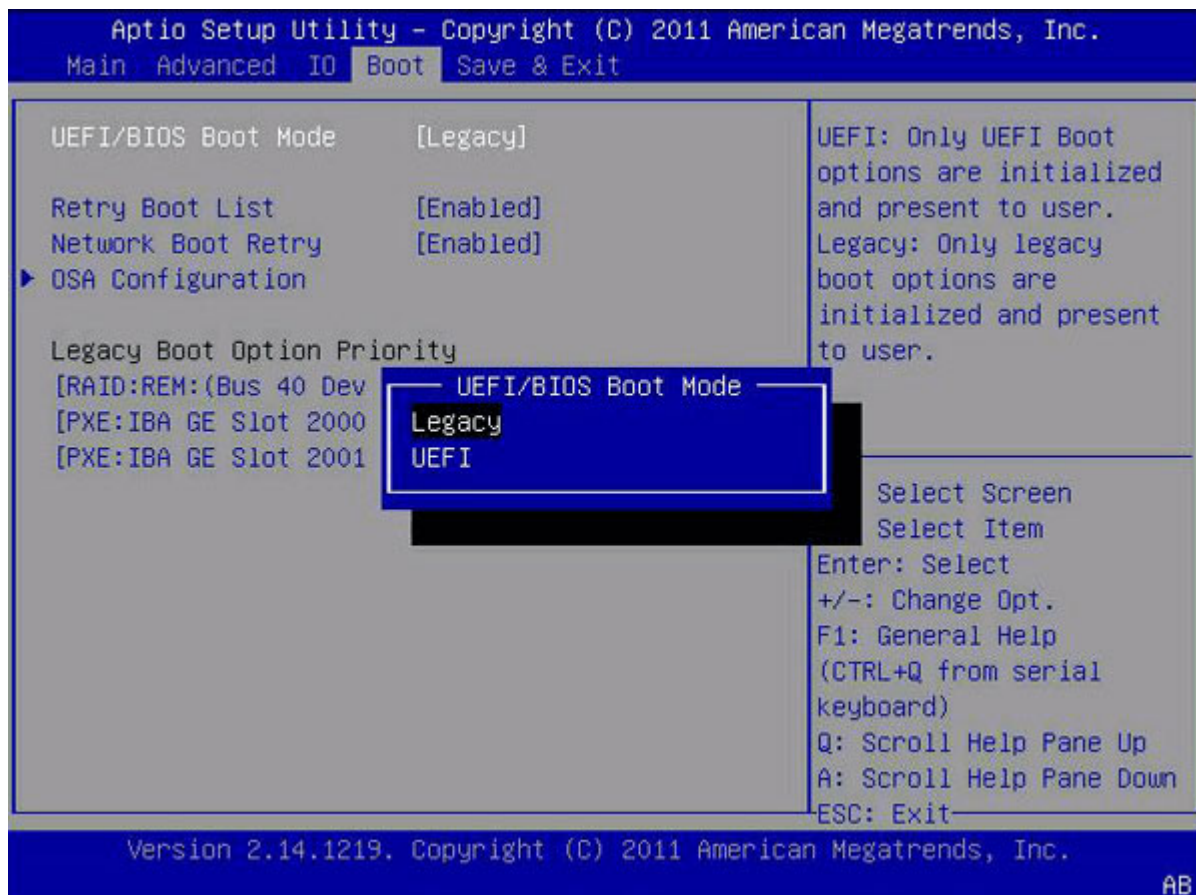 Aptio Setup Utility – Copyright (C) 2011 American Megatrends, Inc.
Main Advanced IO Boot Save & Exit
UEFI/BIOS Boot Mode [Legacy]
Retry Boot List [Enabled]
Network Boot Retry [Enabled]
OSA Configuration
Legacy Boot Option Priority
[RAID:REM:(Bus 40 Dev
[PXE:IBA GE Slot 2000
[PXE:IBA GE Slot 2001
UEFI/BIOS Boot Mode
Legacy
UEFI
UEFI: Only UEFI Boot
options are initialized
and present to user.
Legacy: Only legacy
boot options are
initialized and present
to user.
Select Screen
Select Item
Enter: Select
+/-: Change Opt.
F1: General Help
(CTRL+Q from serial
keyboard)
Q: Scroll Help Pane Up
A: Scroll Help Pane Down
ESC: Exit
Version 2.14.1219. Copyright (C) 2011 American Megatrends, Inc.
AB